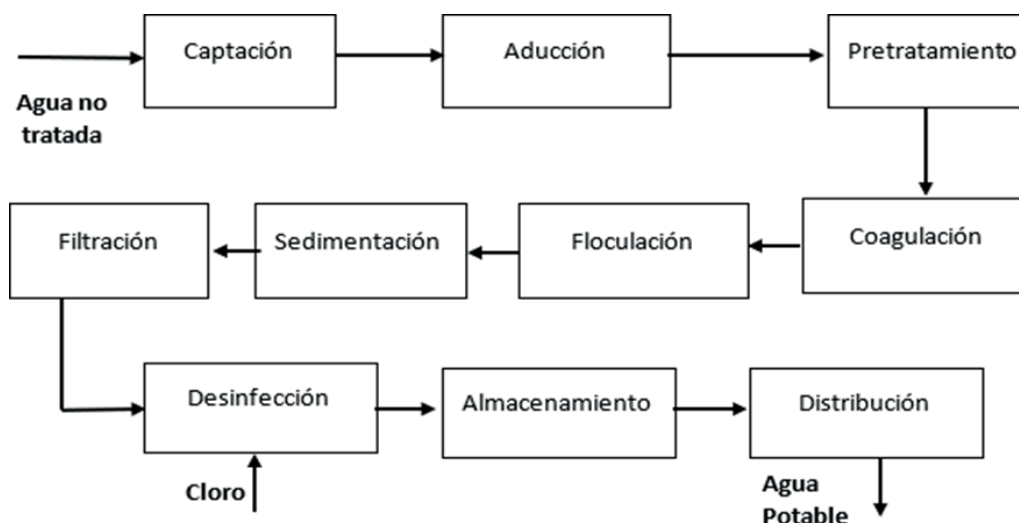 Captación
Aducción
Pretratamiento
Agua no
tratada
Filtración
Sedimentación
Floculación
Coagulación
Desinfección
Almacenamiento
Distribución
Cloro
Agua
Potable